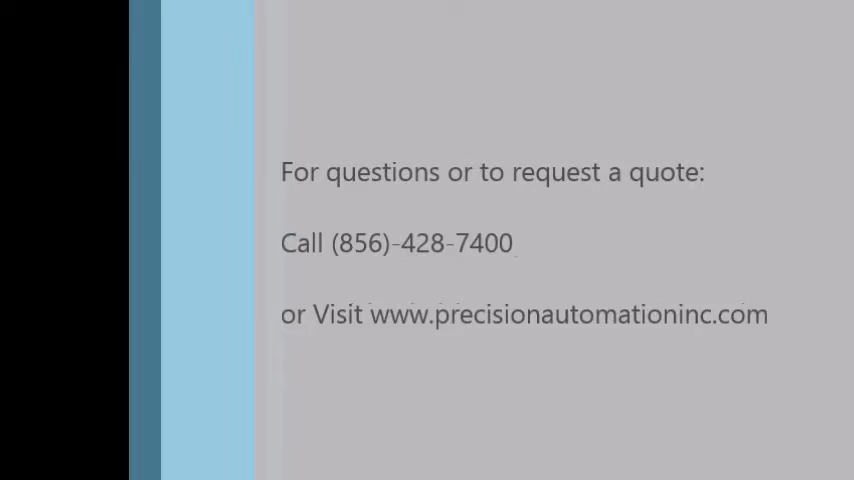 For questions or to request a quote:
Call (856)-428-7400
or Visit www.precisionautomationinc.com